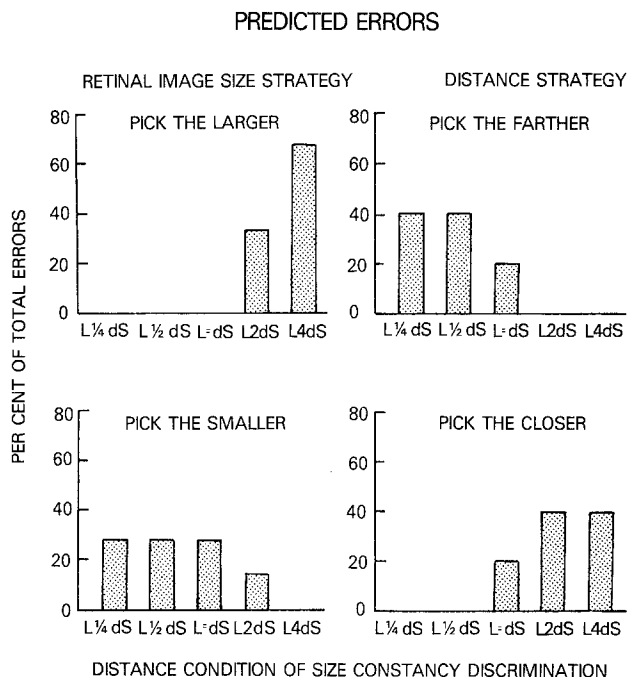 PREDICTED ERRORS
RETINAL IMAGE SIZE STRATEGY
DISTANCE STRATEGY
PER CENT OF TOTAL ERRORS
PICK THE LARGER
80
60
40
20
0
L¼ dS L½ dS L=dS L2dS L4dS
PICK THE FARTHER
80
60
40
20
0
L¼ dS L½ dS L=dS L2dS L4dS
PICK THE SMALLER
80
60
40
20
0
L¼ dS L½ dS L=dS L2dS L4dS
PICK THE CLOSER
80
60
40
20
0
L¼ dS L½ dS L=dS L2dS L4dS
DISTANCE CONDITION OF SIZE CONSTANCY DISCRIMINATION